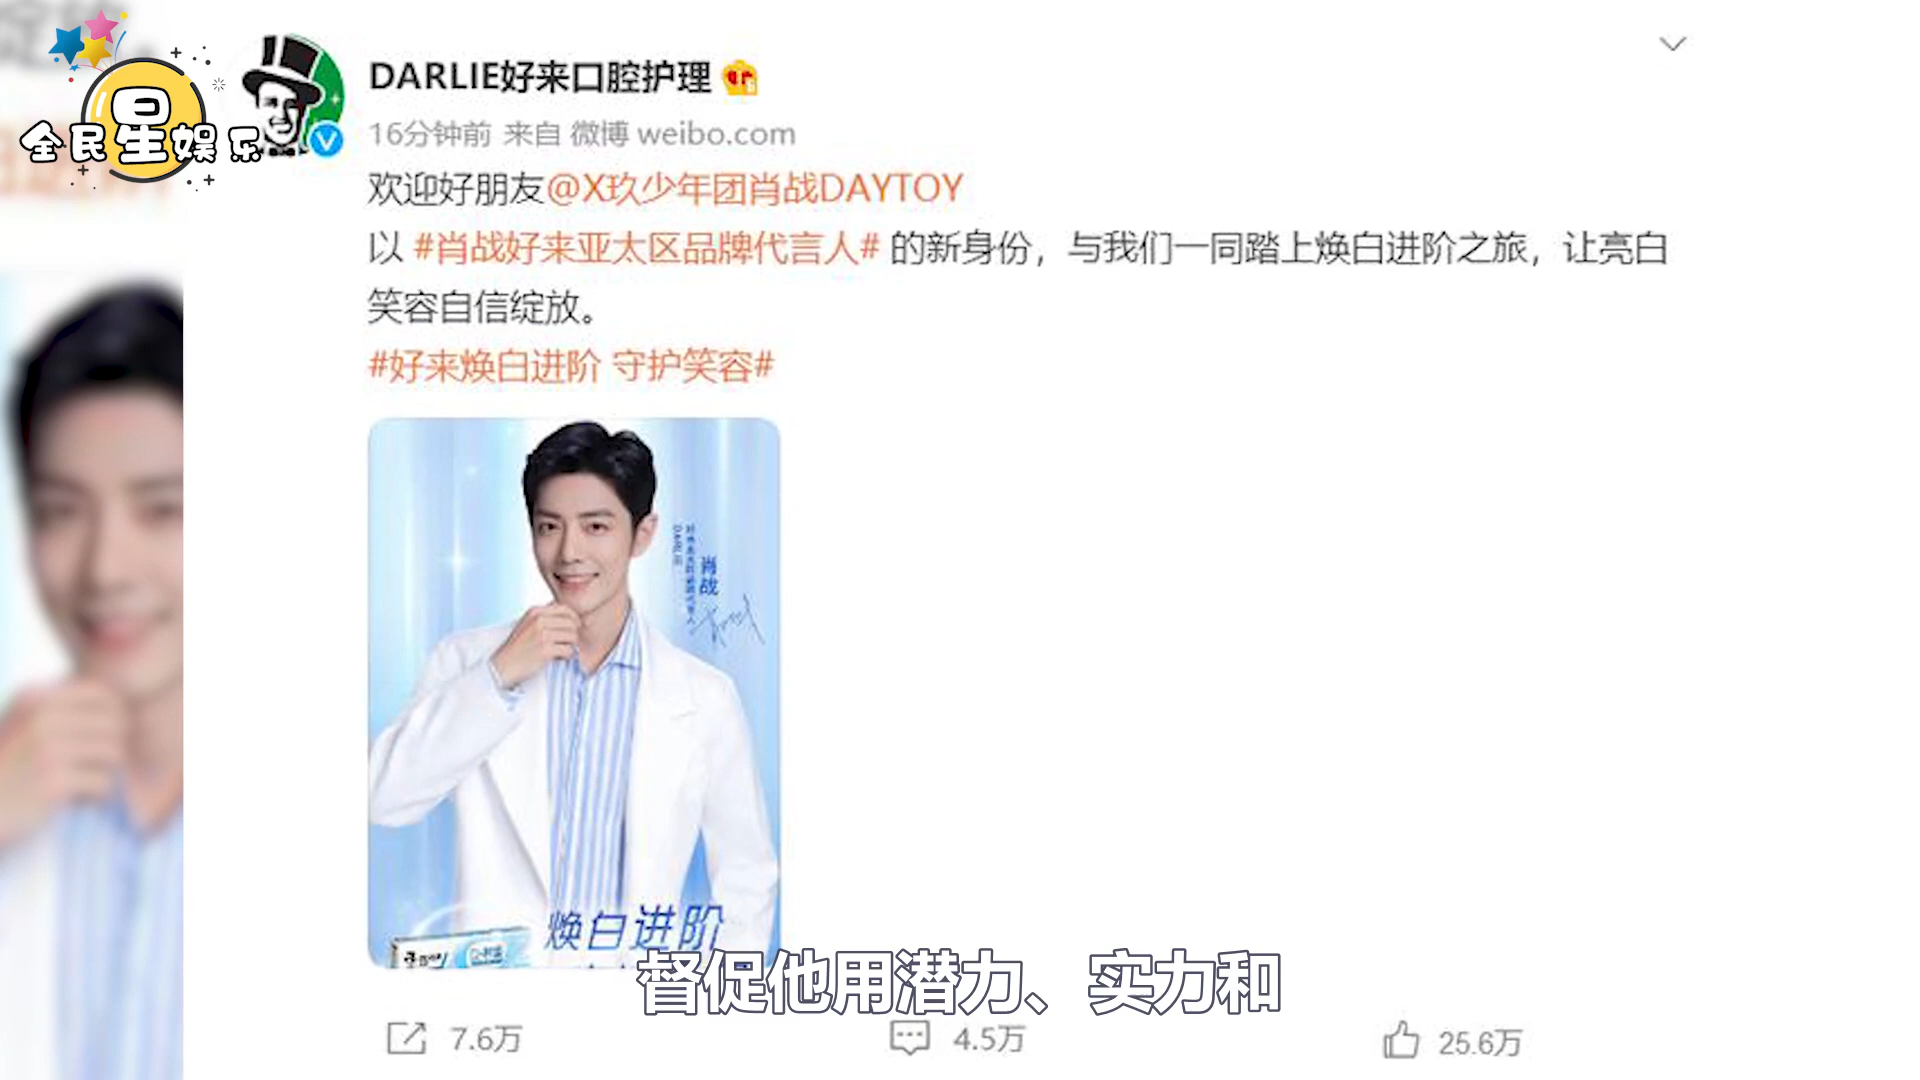 全民星娱乐
DARLIE好来口腔护理
16分钟前 来自 微博 weibo.com
欢迎好朋友@X玖少年团肖战DAYTOY
以 #肖战好来亚太区品牌代言人# 的新身份，与我们一同踏上焕白进阶之旅，让亮白
笑容自信绽放。
#好来焕白进阶 守护笑容#
肖战
DARLIE
焕白进阶
督促他用潜力、实力和
7.6万
4.5万
25.6万